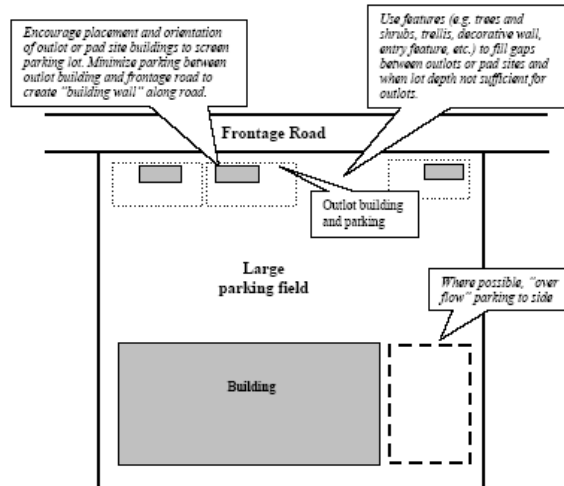 Encourage placement and orientation
of outlot or pad site buildings to screen
parking lot. Minimize parking between
outlot building and frontage road to
create "building wall" along road.
Use features (e.g. trees and
shrubs, trellis, decorative wall,
entry feature, etc.) to fill gaps
between outlots or pad sites and
when lot depth not sufficient for
outlots.
Frontage Road
Outlot building
and parking
Large
parking field
Where possible, "over
flow" parking to side
Building